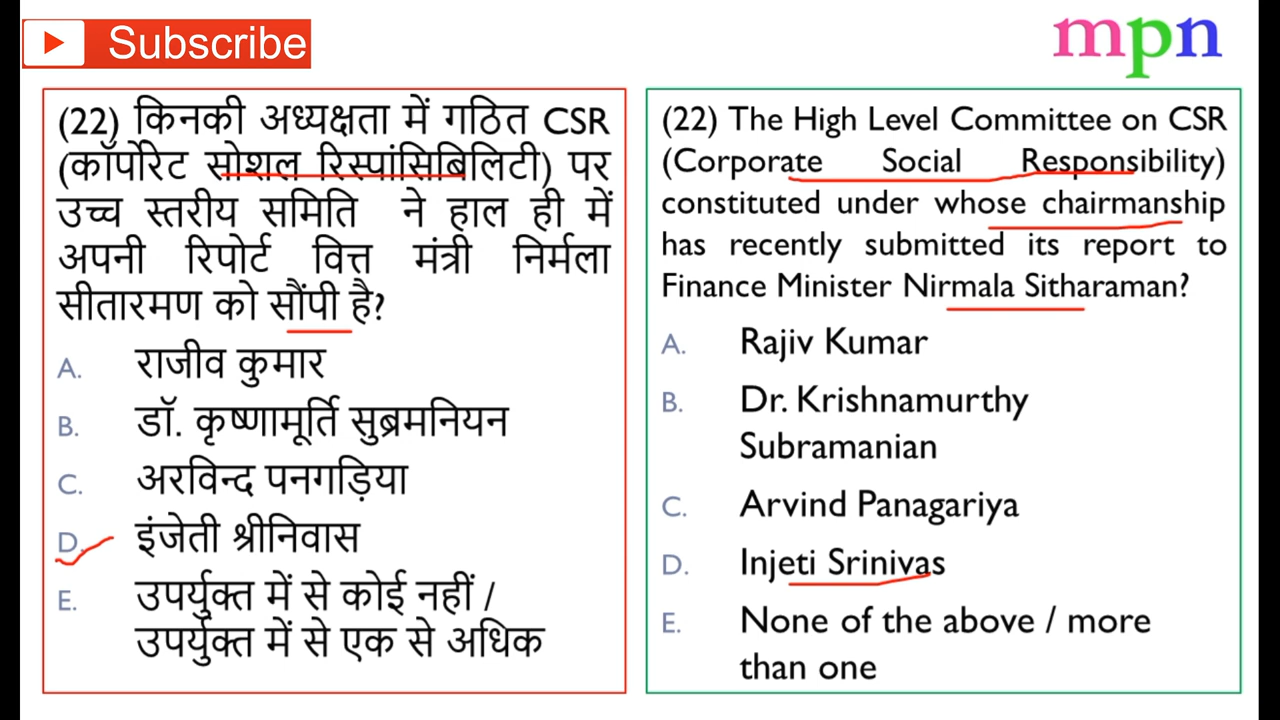 Subscribe
mpn
(22) किनकी अध्यक्षता में गठित CSR
(कॉर्पोरेट सोशल रिस्पांसिबिलिटी) पर
उच्च स्तरीय समिति ने हाल ही में
अपनी रिपोर्ट वित्त मंत्री निर्मला
सीतारमण को सौंपी है?
A. राजीव कुमार
B. डॉ. कृष्णामूर्ति सुब्रमनियन
C. अरविन्द पनगड़िया
D. इंजेती श्रीनिवास
E. उपर्युक्त में से कोई नहीं /
उपर्युक्त में से एक से अधिक
(22) The High Level Committee on CSR
(Corporate Social Responsibility)
constituted under whose chairmanship
has recently submitted its report to
Finance Minister Nirmala Sitharaman?
A. Rajiv Kumar
B. Dr. Krishnamurthy
Subramanian
C. Arvind Panagariya
D. Injeti Srinivas
E. None of the above / more
than one